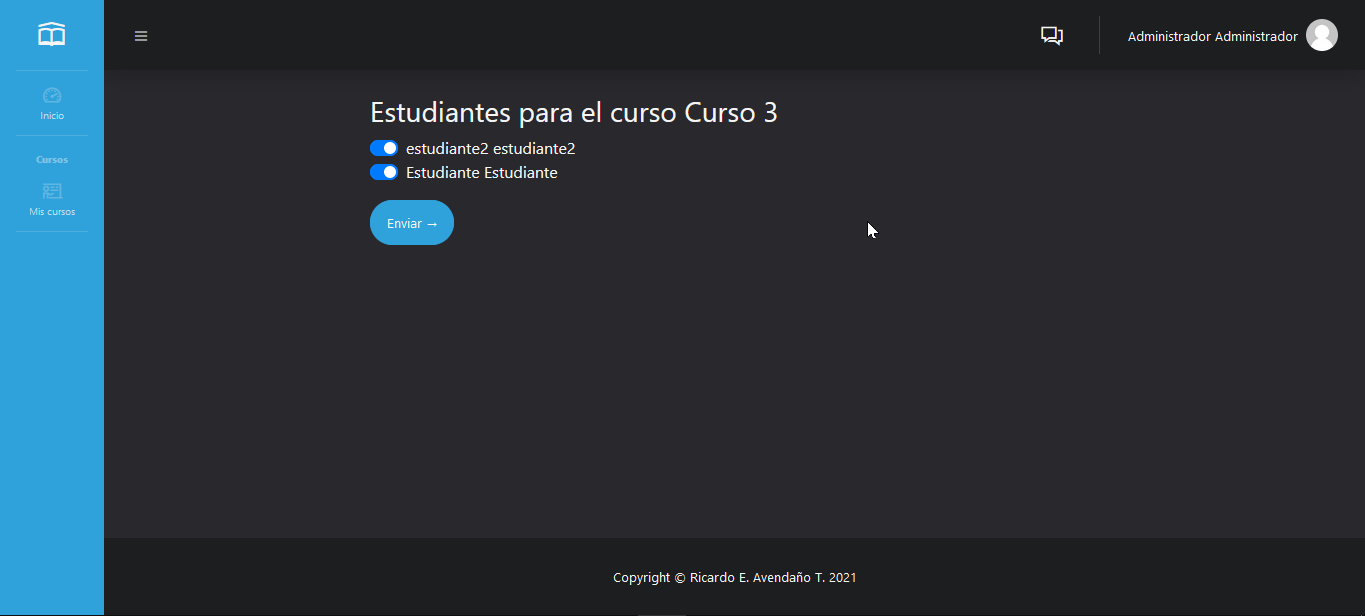 Administrador Administrador
Inicio
Cursos
Mis cursos
Estudiantes para el curso Curso 3
estudiante2 estudiante2
Estudiante Estudiante
Enviar →
Copyright © Ricardo E. Avendaño T. 2021